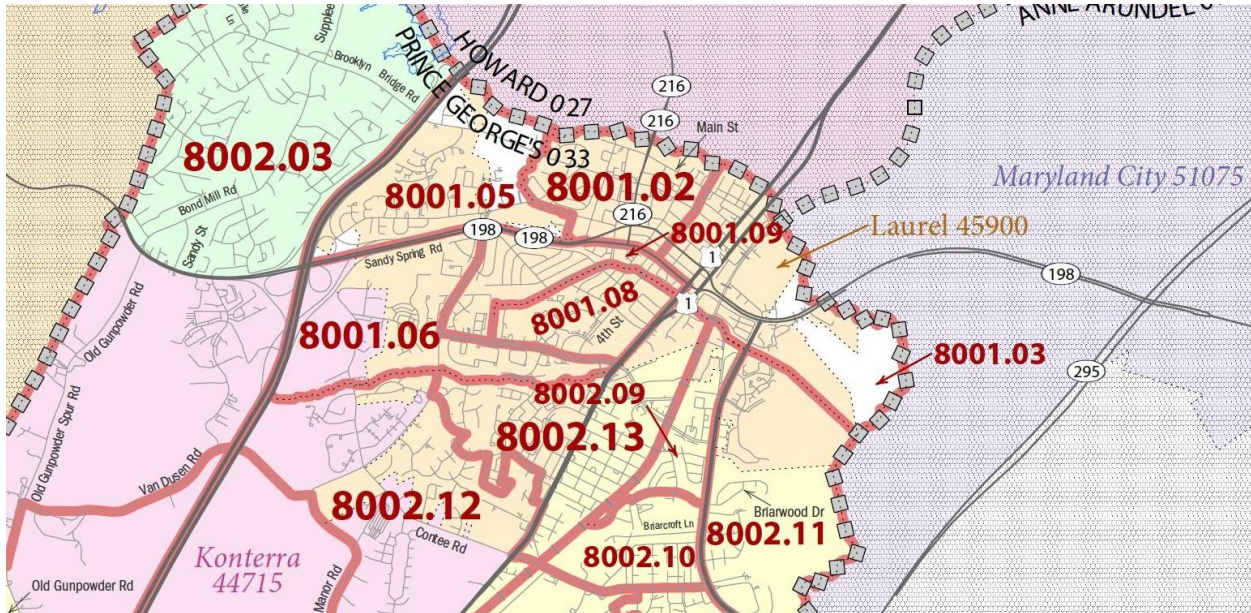 ANNE ARUNDEL 0
Ln
Supplee
Brooklyn
Bridge Rd
HOWARD 027
PRINCE GEORGE'S 033
216
216
Main St
8002.03
8001.05
8001.02
Maryland City 51075
Bond Mill Rd
216
Laurel 45900
Sandy St
198
198
8001.09
1
Sandy Spring Rd
198
Old Gunpowder Rd
8001.08
1
8001.06
4th St
8001.03
295
8002.09
Old Gunpowder Spur Rd
8002.13
Van Dusen Rd
8002.12
Briarwood Dr
Briarcroft Ln
8002.11
Contee Rd
8002.10
Konterra
44715
Old Gunpowder Rd
Manor Rd